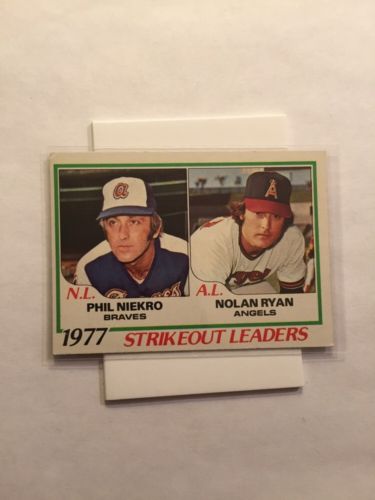 N.L.
PHIL NIEKRO
BRAVES
A.L.
NOLAN RYAN
ANGELS
1977 STRIKEOUT LEADERS